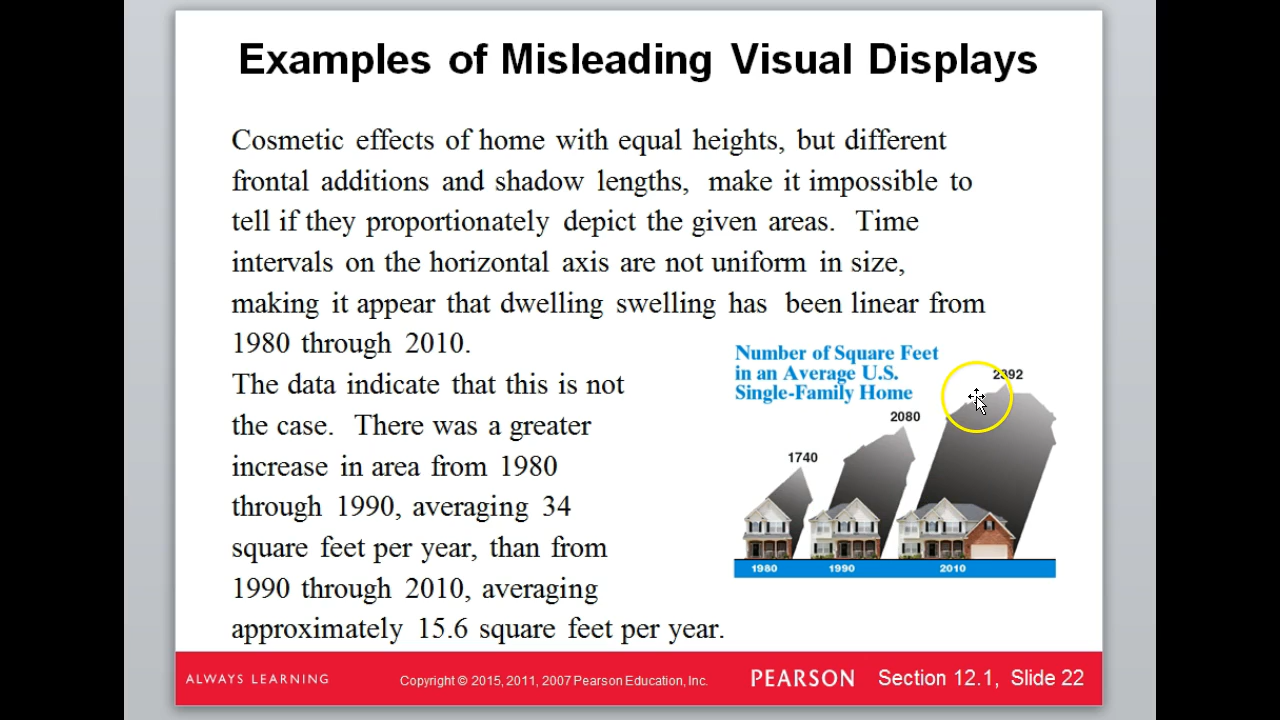 Examples of Misleading Visual Displays
Cosmetic effects of home with equal heights, but different
frontal additions and shadow lengths, make it impossible to
tell if they proportionately depict the given areas. Time
intervals on the horizontal axis are not uniform in size,
making it appear that dwelling swelling has been linear from
1980 through 2010.
The data indicate that this is not
the case. There was a greater
increase in area from 1980
through 1990, averaging 34
square feet per year, than from
1990 through 2010, averaging
approximately 15.6 square feet per year.
Number of Square Feet
in an Average U.S.
Single-Family Home
2392
2080
1740
1980 1990 2010
ALWAYS LEARNING
Copyright © 2015, 2011, 2007 Pearson Education, Inc.
PEARSON
Section 12.1, Slide 22